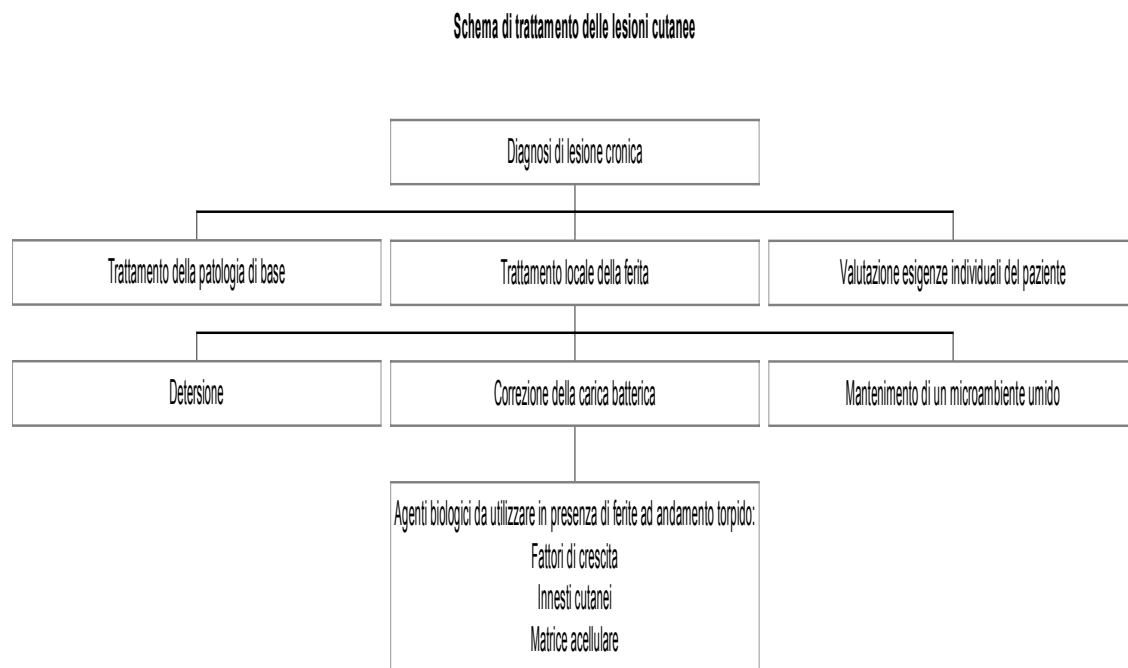 Schema di trattamento delle lesioni cutanee
Diagnosi di lesione cronica
Trattamento della patologia di base
Trattamento locale della ferita
Valutazione esigenze individuali del paziente
Detersione
Correzione della carica batterica
Mantenimento di un microambiente umido
Agenti biologici da utilizzare in presenza di ferite ad andamento torpido:
Fattori di crescita
Innesti cutanei
Matrice acellulare